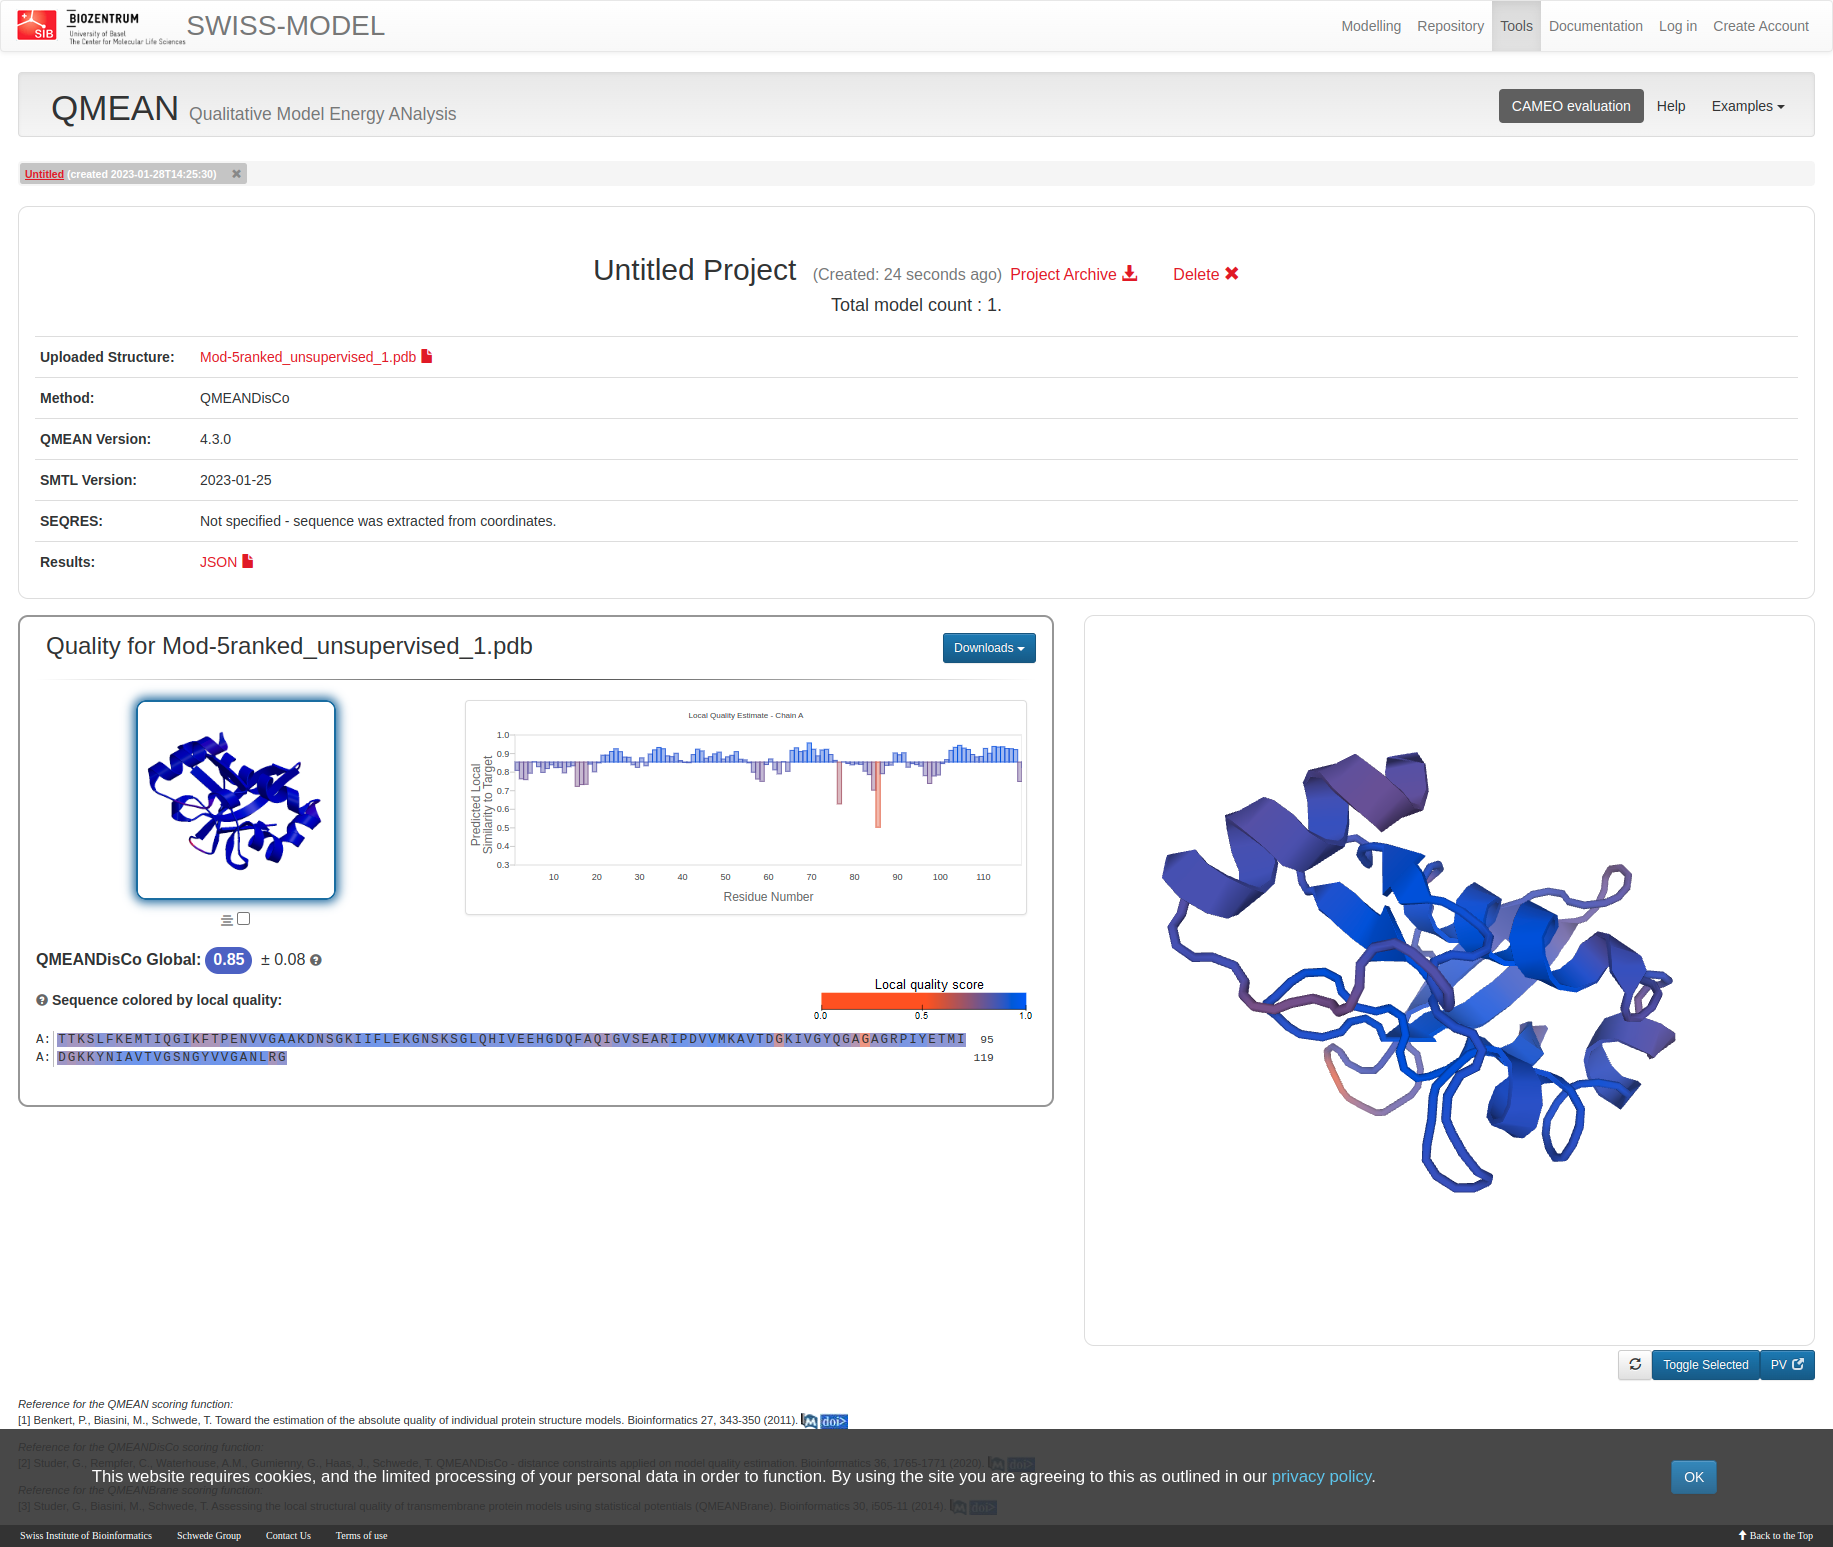 SIB
BIOZENTRUM
University of Basel
The Center for Molecular Life Sciences
SWISS-MODEL
Modelling Repository Tools Documentation Log in Create Account
QMEAN Qualitative Model Energy ANalysis
CAMEO evaluation Help Examples
Untitled (created 2023-01-28T14:25:30) ✖
Untitled Project (Created: 24 seconds ago) Project Archive Delete ✖
Total model count : 1.
Uploaded Structure: Mod-5ranked_unsupervised_1.pdb
Method: QMEANDisCo
QMEAN Version: 4.3.0
SMTL Version: 2023-01-25
SEQRES: Not specified - sequence was extracted from coordinates.
Results: JSON
Quality for Mod-5ranked_unsupervised_1.pdb
Downloads
Local Quality Estimate - Chain A
Predicted Local
Similarity to Target
1.0
0.9
0.8
0.7
0.6
0.5
0.4
0.3
10 20 30 40 50 60 70 80 90 100 110
Residue Number
QMEANDisCo Global: 0.85 ± 0.08
Sequence colored by local quality:
Local quality score
0.0 0.5 1.0
A: TTKSLFKEMTIQGIKFTPENVVGAAKDNSGKIIFLEKGNSKSGLQHIVEEHGDQFAQIGVSEARIPDVVMKAVTDGKIVGYQGAGAGRPIYETMI 95
A: DGKKYNIAVTVGSNGYVVGANLRG 119
Toggle Selected PV
Reference for the QMEAN scoring function:
[1] Benkert, P., Biasini, M., Schwede, T. Toward the estimation of the absolute quality of individual protein structure models. Bioinformatics 27, 343-350 (2011). M doi>
Reference for the QMEANDisCo scoring function:
[2] Studer, G., Rempfer, C., Waterhouse, A.M., Gumienny, G., Haas, J., Schwede, T. QMEANDisCo - distance constraints applied on model quality estimation. Bioinformatics 36, 1765-1771 (2020). M doi>
This website requires cookies, and the limited processing of your personal data in order to function. By using the site you are agreeing to this as outlined in our privacy policy.
OK
Reference for the QMEANBrane scoring function:
[3] Studer, G., Biasini, M., Schwede, T. Assessing the local structural quality of transmembrane protein models using statistical potentials (QMEANBrane). Bioinformatics 30, i505-11 (2014). M doi>
Swiss Institute of Bioinformatics Schwede Group Contact Us Terms of use
Back to the Top